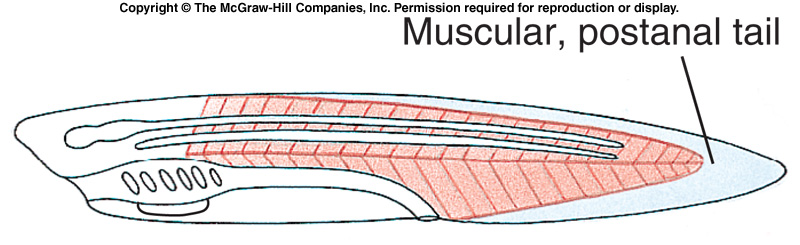 Copyright © The McGraw-Hill Companies, Inc. Permission required for reproduction or display.
Muscular, postanal tail